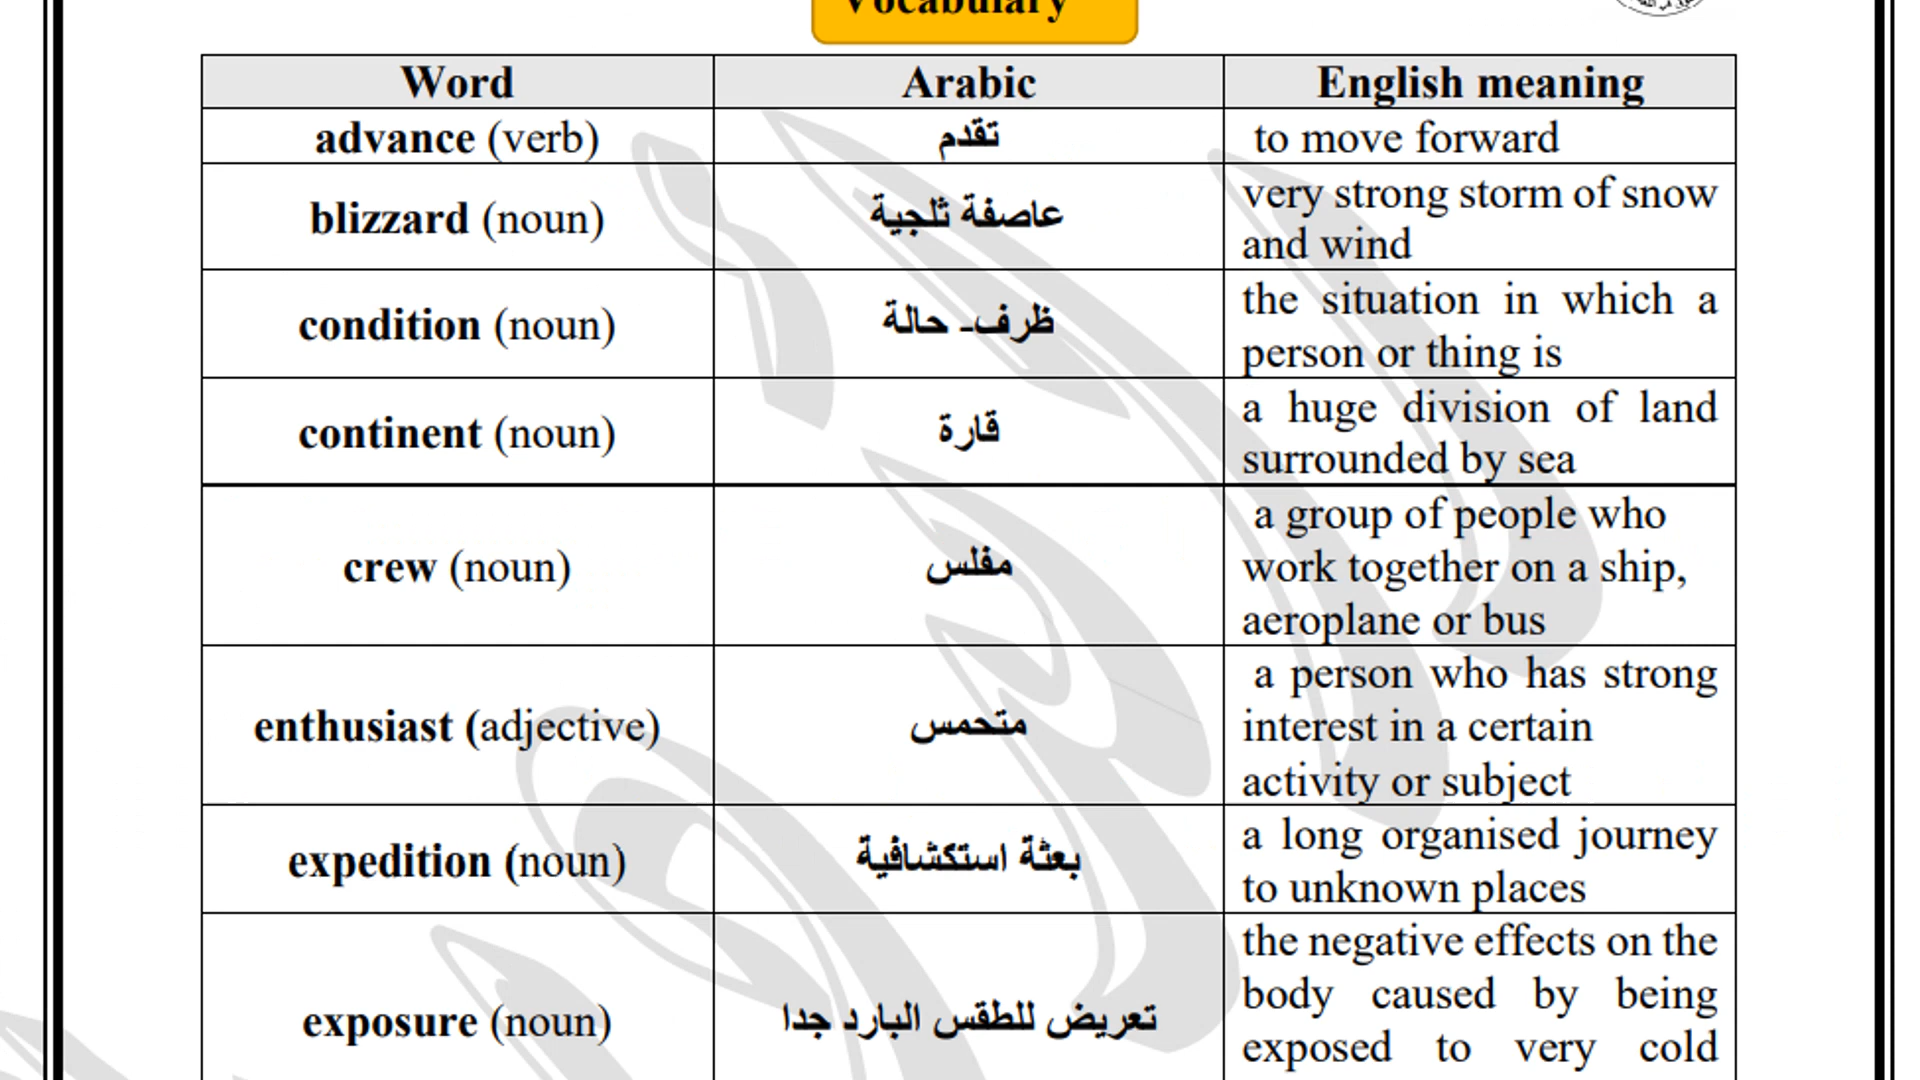 Vocabulary
Word Arabic English meaning
advance (verb) تقدم to move forward
blizzard (noun) عاصفة ثلجية very strong storm of snow
and wind
condition (noun) ظرف- حالة the situation in which a
person or thing is
continent (noun) قارة a huge division of land
surrounded by sea
crew (noun) مفلس a group of people who
work together on a ship,
aeroplane or bus
enthusiast (adjective) متحمس a person who has strong
interest in a certain
activity or subject
expedition (noun) بعثة استكشافية a long organised journey
to unknown places
exposure (noun) تعريض للطقس البارد جدا the negative effects on the
body caused by being
exposed to very cold